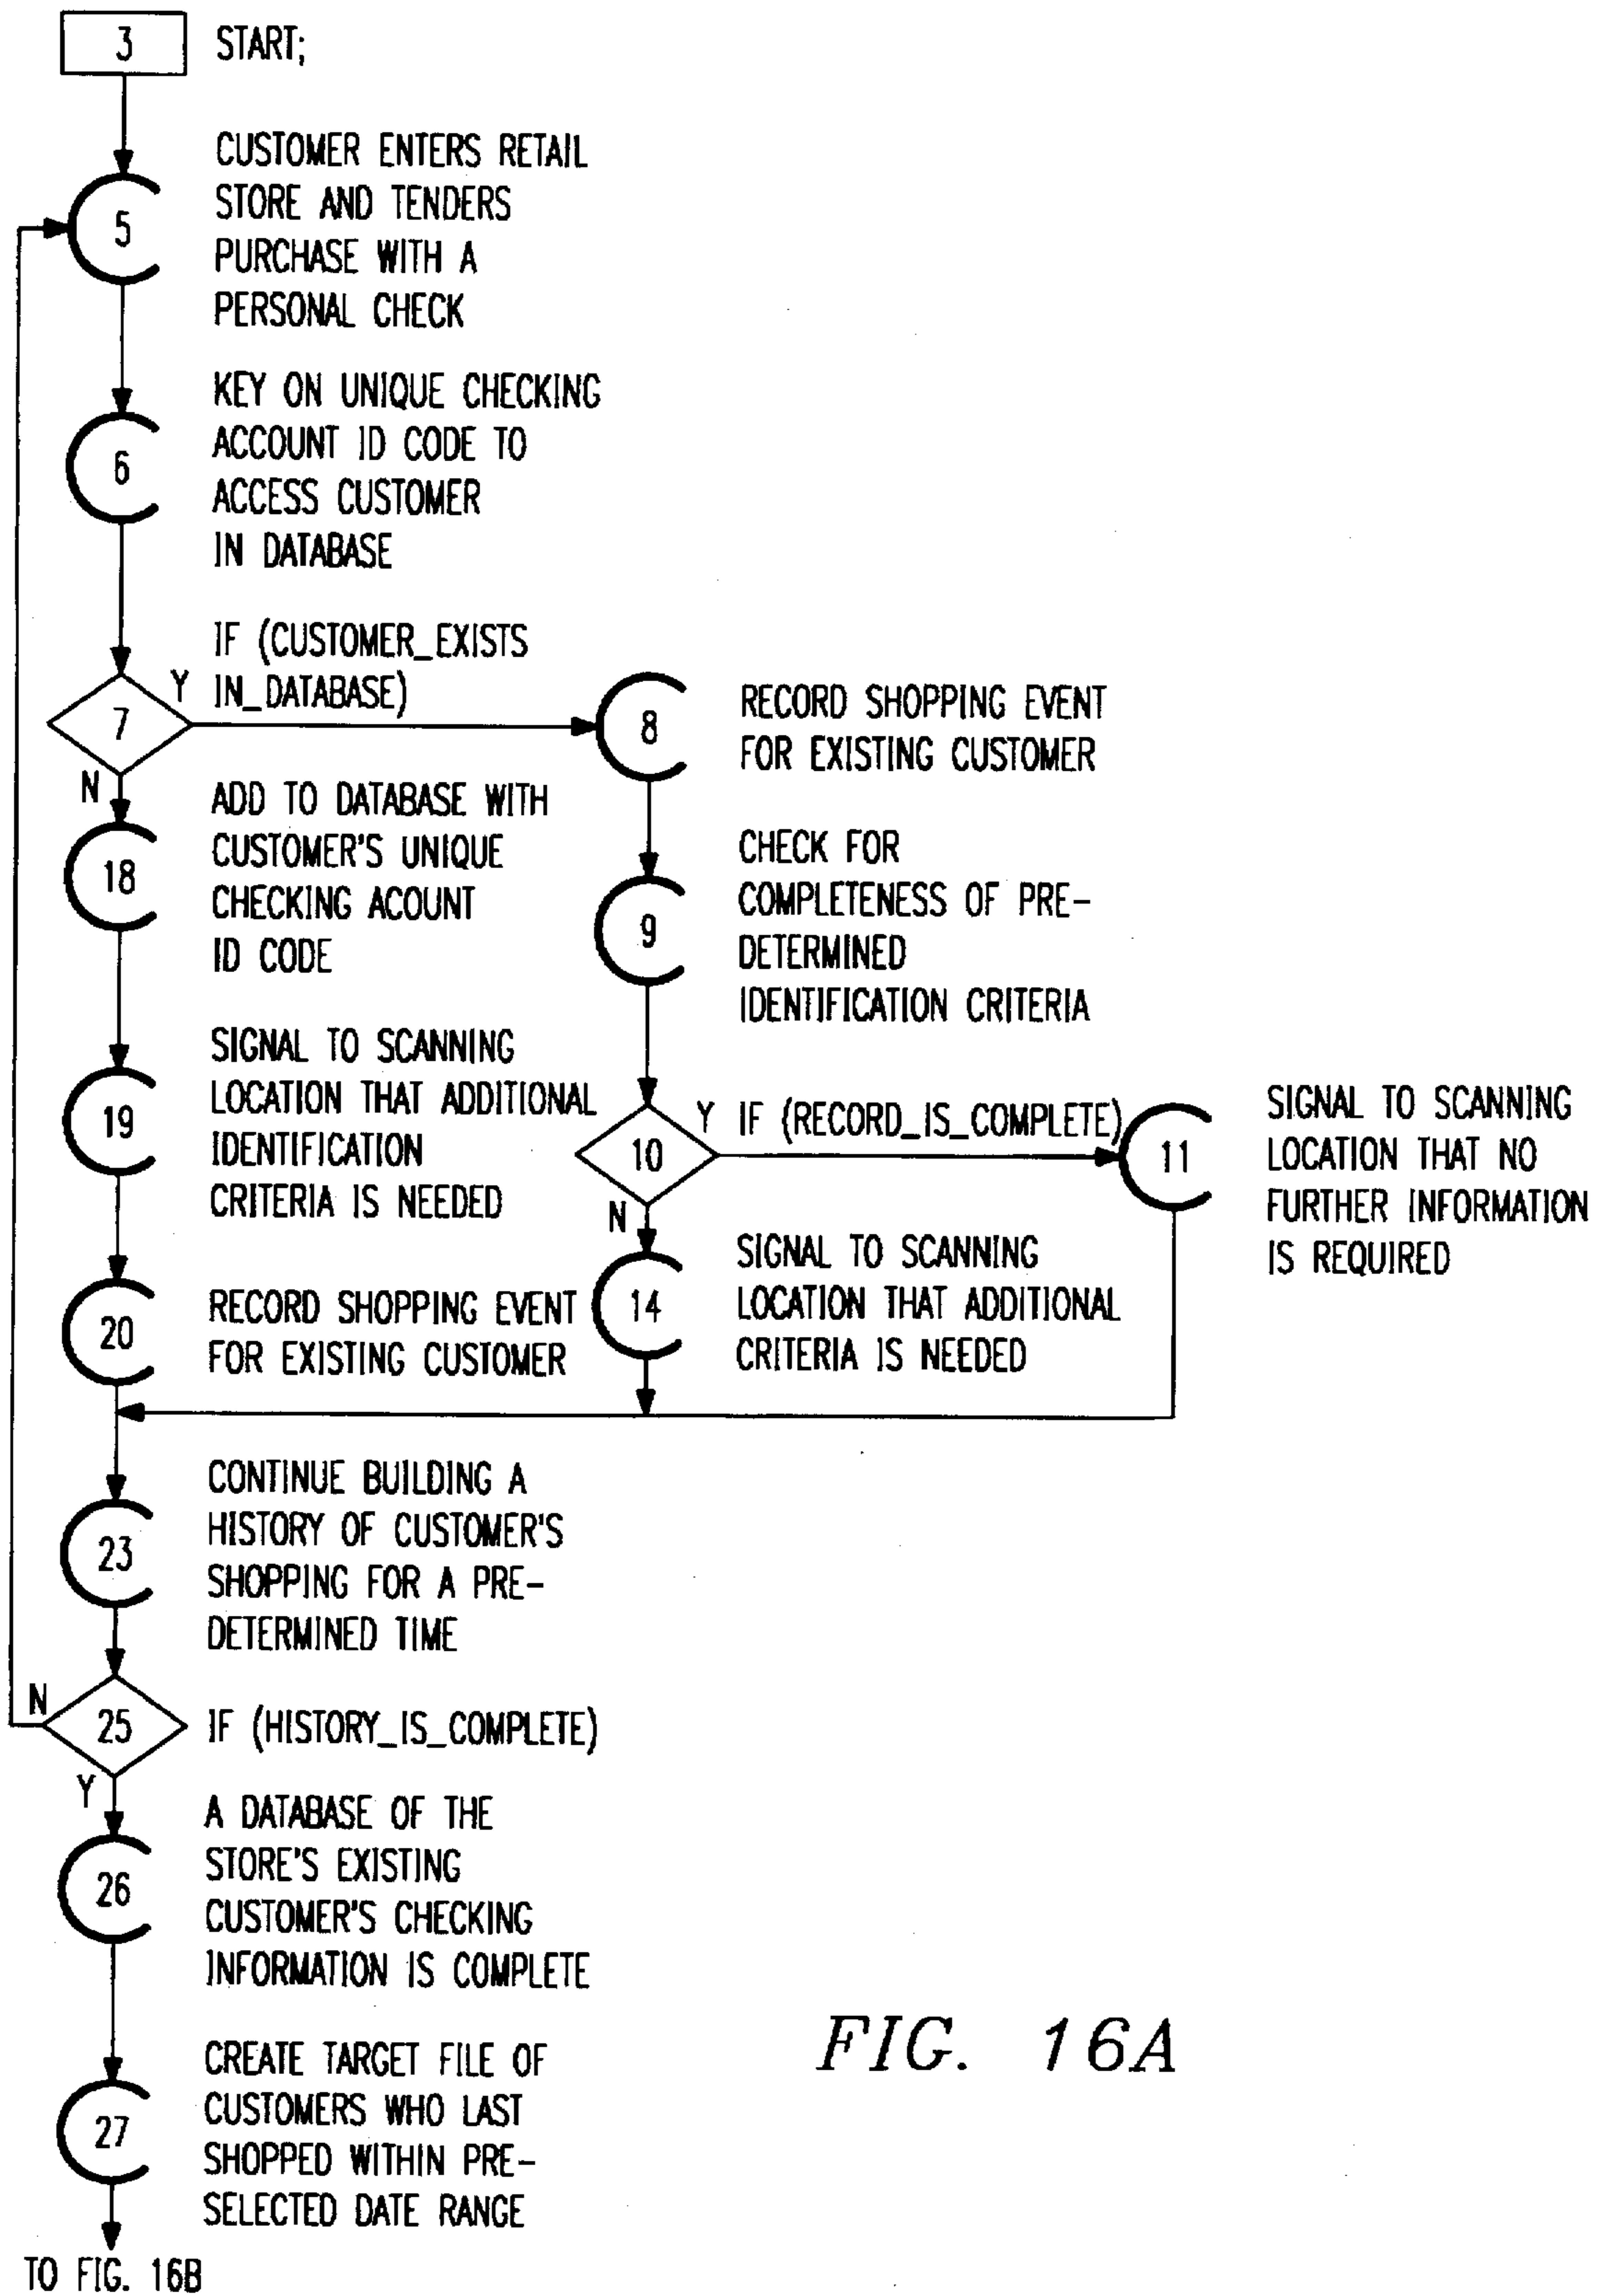 3 START;
CUSTOMER ENTERS RETAIL
STORE AND TENDERS
PURCHASE WITH A
PERSONAL CHECK
5
KEY ON UNIQUE CHECKING
ACCOUNT ID CODE TO
ACCESS CUSTOMER
IN DATABASE
6
IF (CUSTOMER_EXISTS
IN_DATABASE)
Y
7
N
8
RECORD SHOPPING EVENT
FOR EXISTING CUSTOMER
ADD TO DATABASE WITH
CUSTOMER'S UNIQUE
CHECKING ACOUNT
ID CODE
18
CHECK FOR
COMPLETENESS OF PRE-
DETERMINED
IDENTIFICATION CRITERIA
9
SIGNAL TO SCANNING
LOCATION THAT ADDITIONAL
IDENTIFICATION
CRITERIA IS NEEDED
19
Y IF (RECORD_IS_COMPLETE)
10
N
11
SIGNAL TO SCANNING
LOCATION THAT NO
FURTHER INFORMATION
IS REQUIRED
20
RECORD SHOPPING EVENT
FOR EXISTING CUSTOMER
14
SIGNAL TO SCANNING
LOCATION THAT ADDITIONAL
CRITERIA IS NEEDED
CONTINUE BUILDING A
HISTORY OF CUSTOMER'S
SHOPPING FOR A PRE-
DETERMINED TIME
23
N
25 IF (HISTORY_IS_COMPLETE)
Y
A DATABASE OF THE
STORE'S EXISTING
CUSTOMER'S CHECKING
INFORMATION IS COMPLETE
26
CREATE TARGET FILE OF
CUSTOMERS WHO LAST
SHOPPED WITHIN PRE-
SELECTED DATE RANGE
27
TO FIG. 16B
FIG. 16A